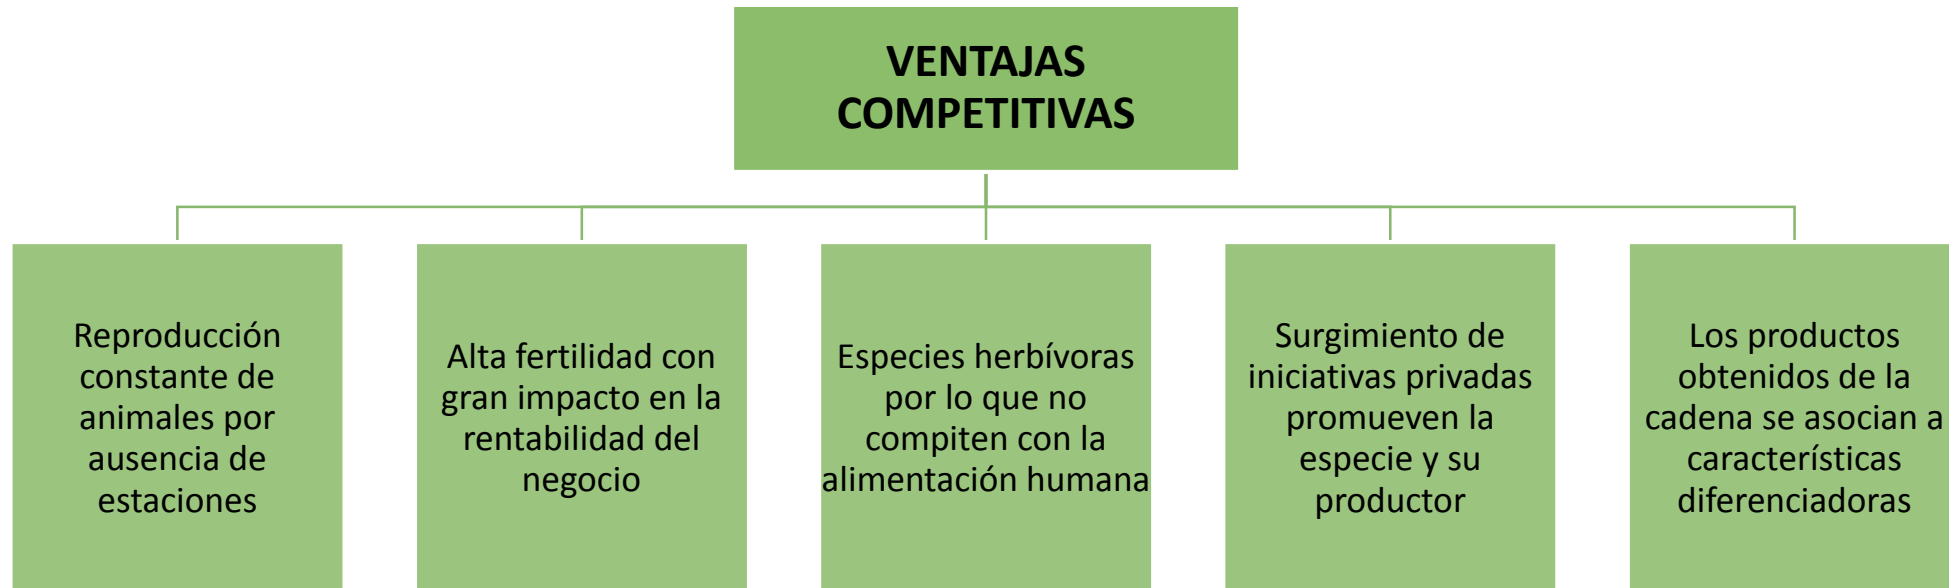 VENTAJAS
COMPETITIVAS
Reproducción
constante de
animales por
ausencia de
estaciones
Alta fertilidad con
gran impacto en la
rentabilidad del
negocio
Especies herbívoras
por lo que no
compiten con la
alimentación humana
Surgimiento de
iniciativas privadas
promueven la
especie y su
productor
Los productos
obtenidos de la
cadena se asocian a
características
diferenciadoras